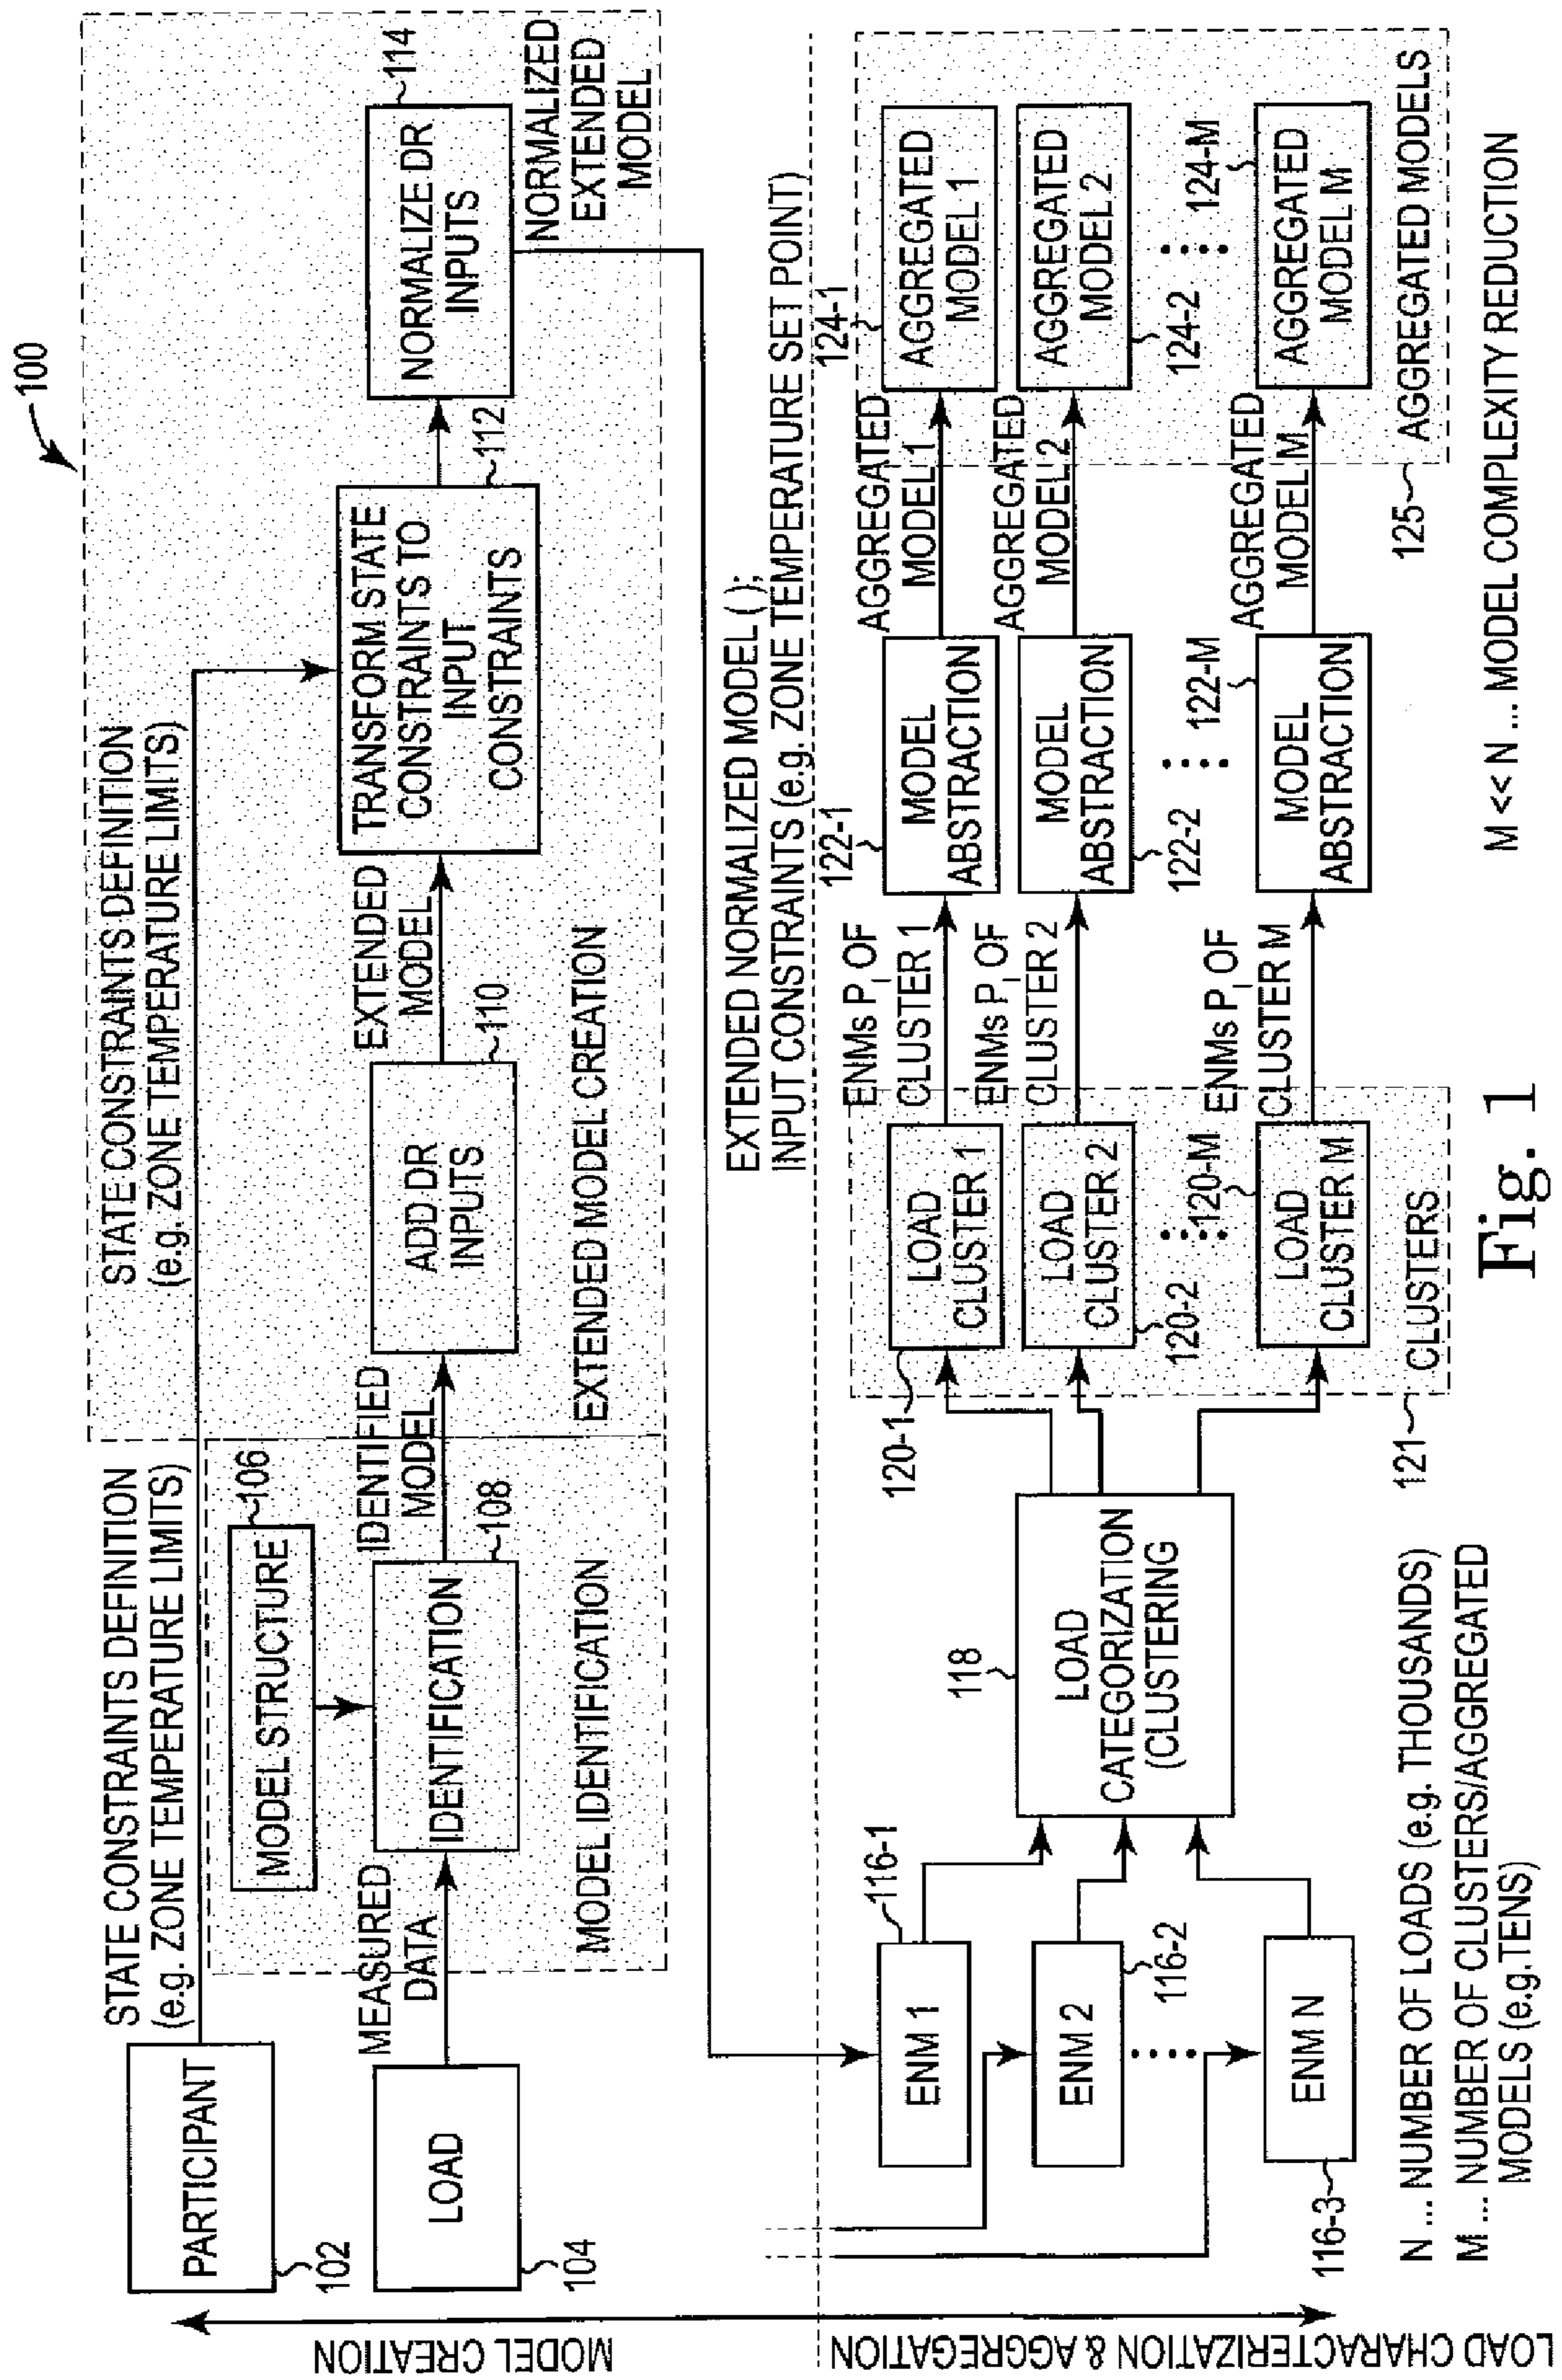 100
STATE CONSTRAINTS DEFINITION
(e.g. ZONE TEMPERATURE LIMITS)
STATE CONSTRAINTS DEFINITION
(e.g. ZONE TEMPERATURE LIMITS)
PARTICIPANT
102
MODEL STRUCTURE
106
LOAD
104
MEASURED
DATA
IDENTIFICATION
108
IDENTIFIED
MODEL
ADD DR
INPUTS
110
EXTENDED
MODEL
TRANSFORM STATE
CONSTRAINTS TO
INPUT
CONSTRAINTS
112
NORMALIZE DR
INPUTS
114
NORMALIZED
EXTENDED
MODEL
MODEL IDENTIFICATION
EXTENDED MODEL CREATION
MODEL CREATION
EXTENDED NORMALIZED MODEL ( );
INPUT CONSTRAINTS (e.g. ZONE TEMPERATURE SET POINT)
LOAD CHARACTERIZATION & AGGREGATION
ENM 1
116-1
ENM 2
116-2
ENM N
116-3
118
LOAD
CATEGORIZATION
(CLUSTERING
120-1
LOAD
CLUSTER 1
LOAD
CLUSTER 2
120-2
120-M
LOAD
CLUSTER M
121
CLUSTERS
ENMs Pi OF
CLUSTER 1
ENMs Pi OF
CLUSTER 2
ENMs Pi OF
CLUSTER M
122-1
MODEL
ABSTRACTION
MODEL
ABSTRACTION
122-2
122-M
MODEL
ABSTRACTION
AGGREGATED
MODEL 1
AGGREGATED
MODEL 2
AGGREGATED
MODEL M
124-1
AGGREGATED
MODEL 1
AGGREGATED
MODEL 2
124-2
124-M
AGGREGATED
MODEL M
125
AGGREGATED MODELS
N ... NUMBER OF LOADS (e.g. THOUSANDS)
M ... NUMBER OF CLUSTERS/AGGREGATED
MODELS (e.g.TENS)
M << N ... MODEL COMPLEXITY REDUCTION
Fig. 1